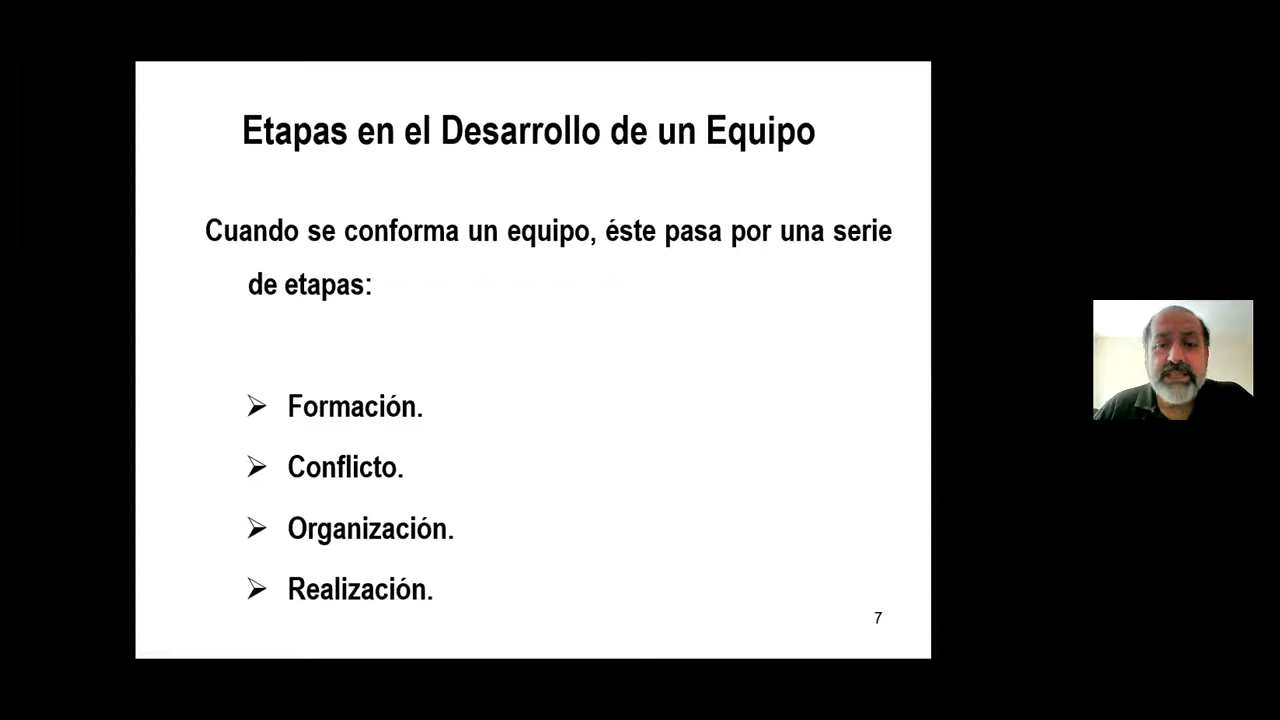 Etapas en el Desarrollo de un Equipo
Cuando se conforma un equipo, éste pasa por una serie
de etapas:
Formación.
Conflicto.
Organización.
Realización.
7